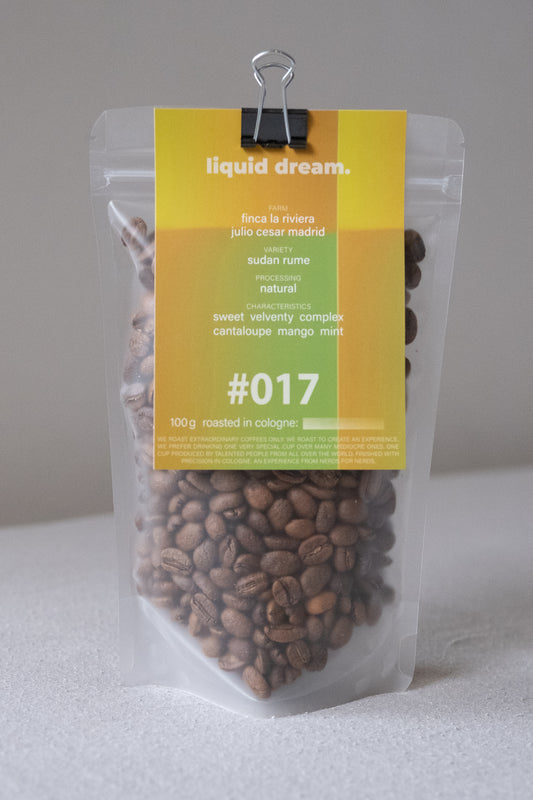 liquid dream.
FARM
finca la riviera
julio cesar madrid
VARIETY
sudan rume
PROCESSING
natural
CHARACTERISTICS
sweet velventy complex
cantaloupe mango mint
#017
100g roasted in cologne:
WE ROAST EXTRAORDINARY COFFEES ONLY. WE ROAST TO CREATE AN EXPERIENCE.
WE PREFER DRINKING ONE VERY SPECIAL CUP OVER MANY MEDIOCRE ONES. ONE
CUP PRODUCED BY TALENTED PEOPLE FROM ALL OVER THE WORLD, FINISHED WITH
PRECISION IN COLOGNE. AN EXPERIENCE FROM NERDS FOR NERDS.